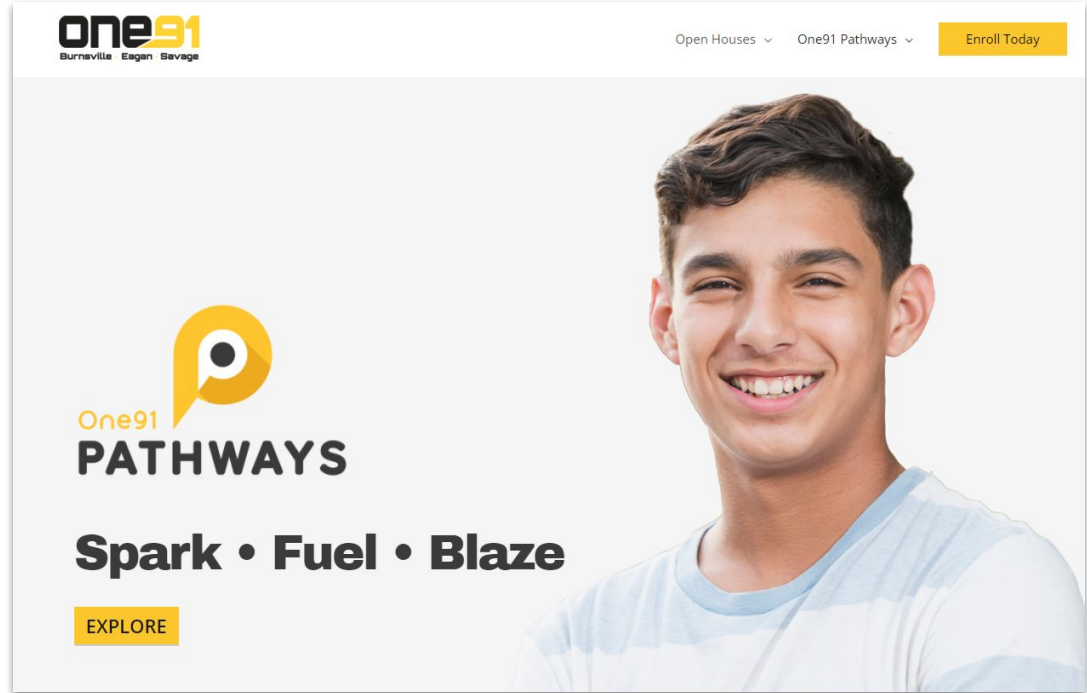 one91
Burnsville Eagan Savage
Open Houses
One91 Pathways
Enroll Today
One91
PATHWAYS
Spark • Fuel • Blaze
EXPLORE